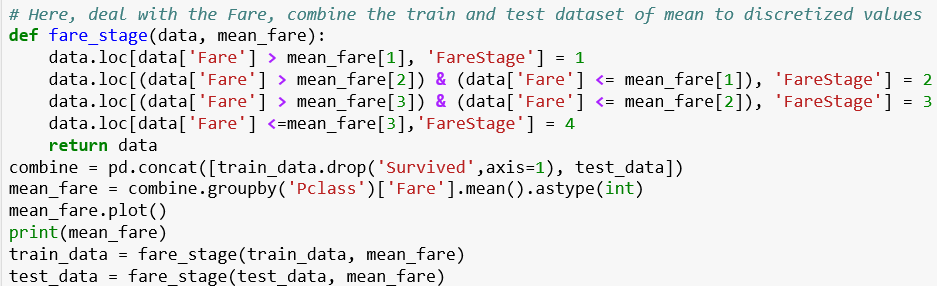 # Here, deal with the Fare, combine the train and test dataset of mean to discretized values
def fare_stage(data, mean_fare):
    data.loc[data['Fare'] > mean_fare[1], 'FareStage'] = 1
    data.loc[(data['Fare'] > mean_fare[2]) & (data['Fare'] <= mean_fare[1]), 'FareStage'] = 2
    data.loc[(data['Fare'] > mean_fare[3]) & (data['Fare'] <= mean_fare[2]), 'FareStage'] = 3
    data.loc[data['Fare'] <=mean_fare[3],'FareStage'] = 4
    return data
combine = pd.concat([train_data.drop('Survived',axis=1), test_data])
mean_fare = combine.groupby('Pclass')['Fare'].mean().astype(int)
mean_fare.plot()
print(mean_fare)
train_data = fare_stage(train_data, mean_fare)
test_data = fare_stage(test_data, mean_fare)